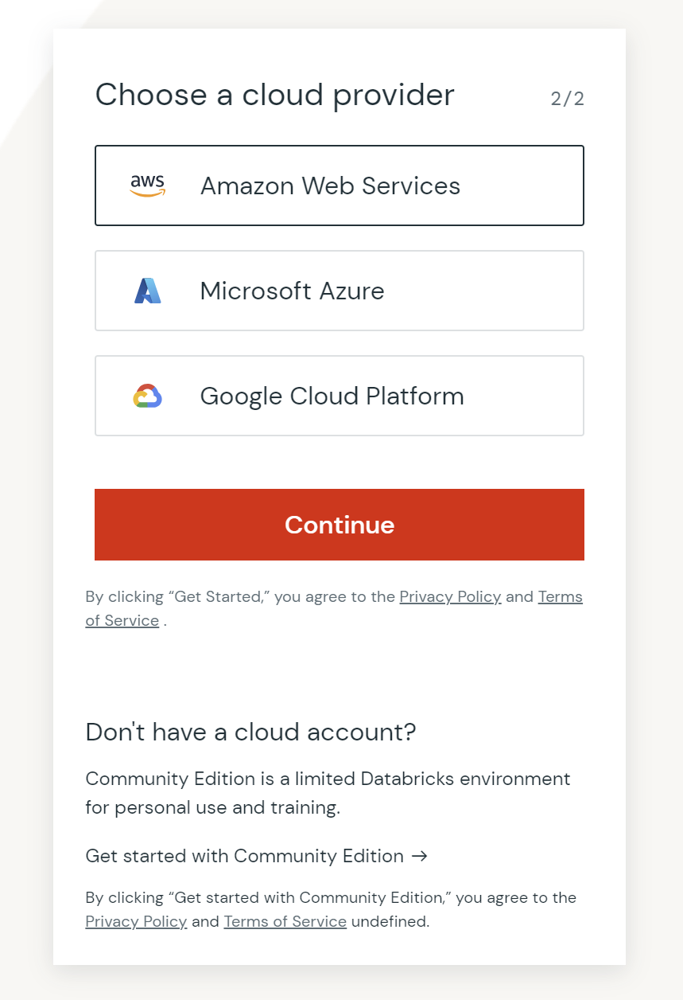 Choose a cloud provider 2/2
aws Amazon Web Services
Microsoft Azure
Google Cloud Platform
Continue
By clicking “Get Started,” you agree to the Privacy Policy and Terms
of Service .
Don't have a cloud account?
Community Edition is a limited Databricks environment
for personal use and training.
Get started with Community Edition →
By clicking “Get started with Community Edition,” you agree to the
Privacy Policy and Terms of Service undefined.